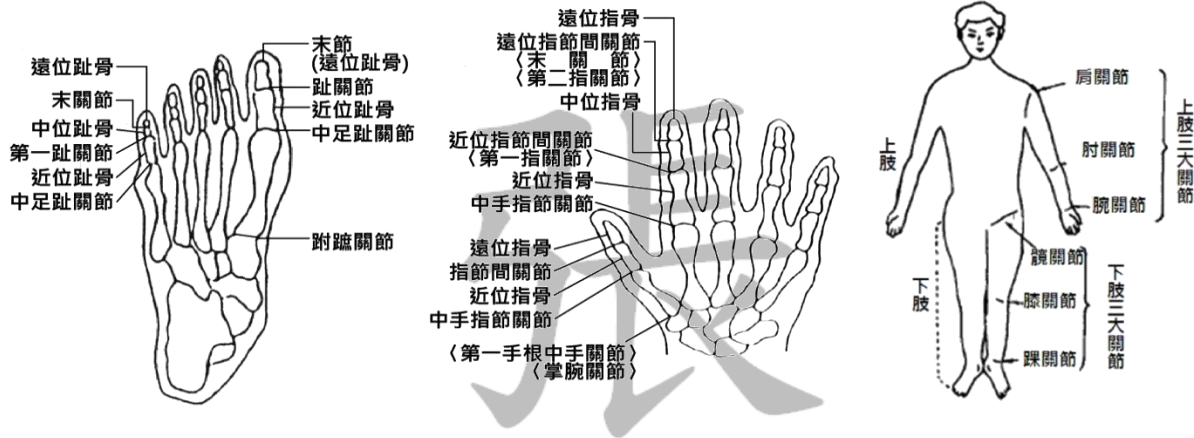 遠位趾骨
末關節
中位趾骨
第一趾關節
近位趾骨
中足趾關節
末節
(遠位趾骨)
趾關節
近位趾骨
中足趾關節
跗蹠關節
遠位指骨
遠位指節間關節
〈末關節〉
〈第二指關節〉
中位指骨
近位指節間關節
〈第一指關節〉
近位指骨
中手指節關節
遠位指骨
指節間關節
近位指骨
中手指節關節
〈第一手根中手關節〉
〈掌腕關節〉
張
上肢
下肢
肩關節
肘關節
腕關節
上肢三大關節
髖關節
膝關節
踝關節
下肢三大關節